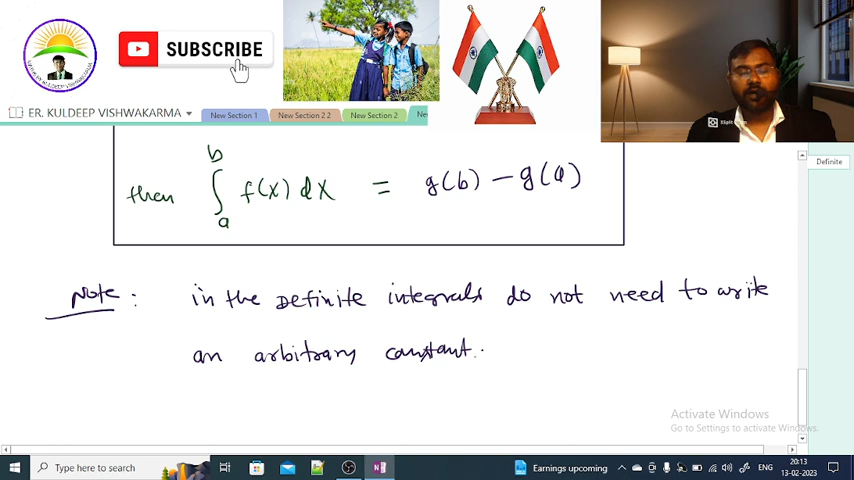 SUBSCRIBE
ER. KULDEEP VISHWAKARMA
New Section 1
New Section 2 2
New Section 2
Ne
XSplit
Definite
b
then ∫ f(x) dx = g(b) - g(a)
a
Note : in the Definite integrals do not need to write
an arbitrary constant.
Activate Windows
Go to Settings to activate Windows.
Type here to search
Earnings upcoming
ENG
20:13
13-02-2023